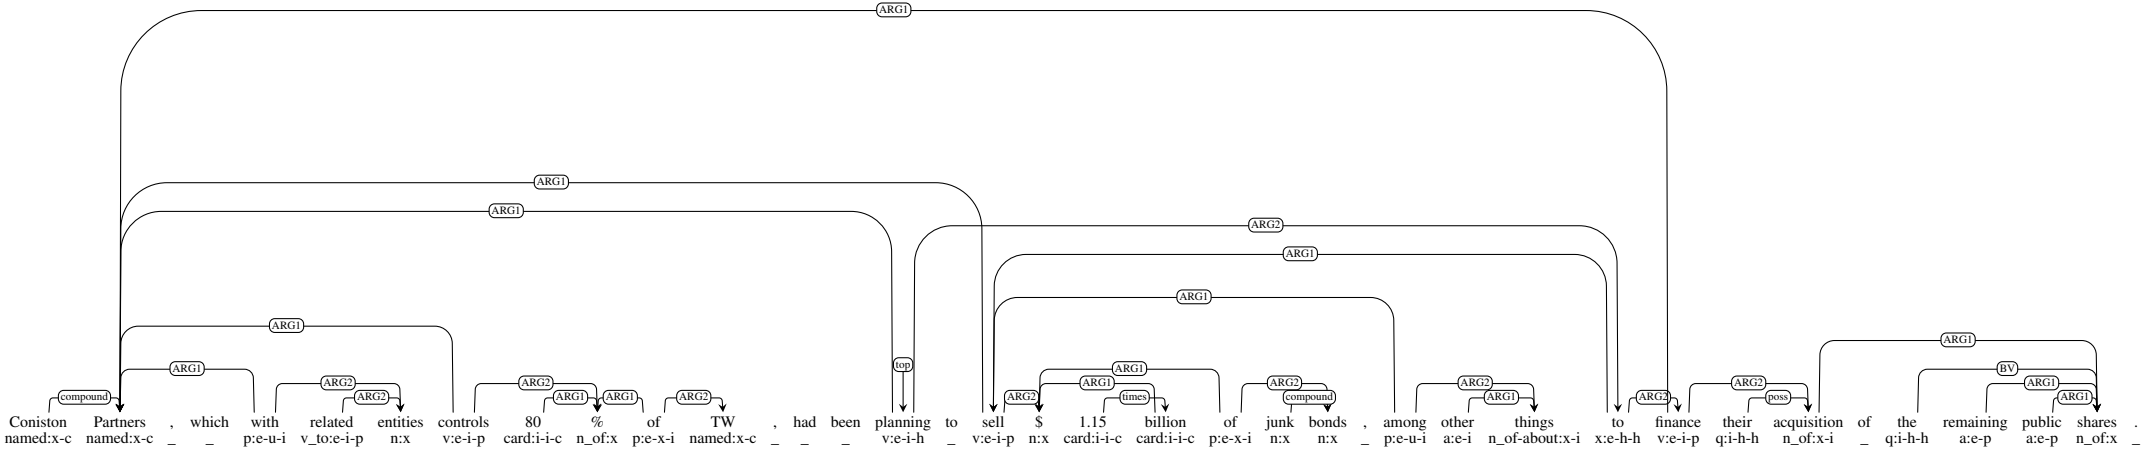 ARG1
ARG1
ARG1
ARG2
ARG1
ARG1
ARG1
ARG1
top
ARG1 ARG1 BV
ARG2 ARG2 ARG1 ARG2 ARG2 ARG2 ARG1
compound ARG2 ARG1 ARG1 ARG2 ARG2 times compound ARG1 ARG2 poss ARG1
Coniston Partners , which with related entities controls 80 % of TW , had been planning to sell $ 1.15 billion of junk bonds , among other things to finance their acquisition of the remaining public shares .
named:x-c named:x-c _ _ p:e-u-i v_to:e-i-p n:x v:e-i-p card:i-i-c n_of:x p:e-x-i named:x-c _ _ _ v:e-i-h _ v:e-i-p n:x card:i-i-c card:i-i-c p:e-x-i n:x n:x _ p:e-u-i a:e-i n_of-about:x-i x:e-h-h v:e-i-p q:i-h-h n_of:x-i _ q:i-h-h a:e-p a:e-p n_of:x _